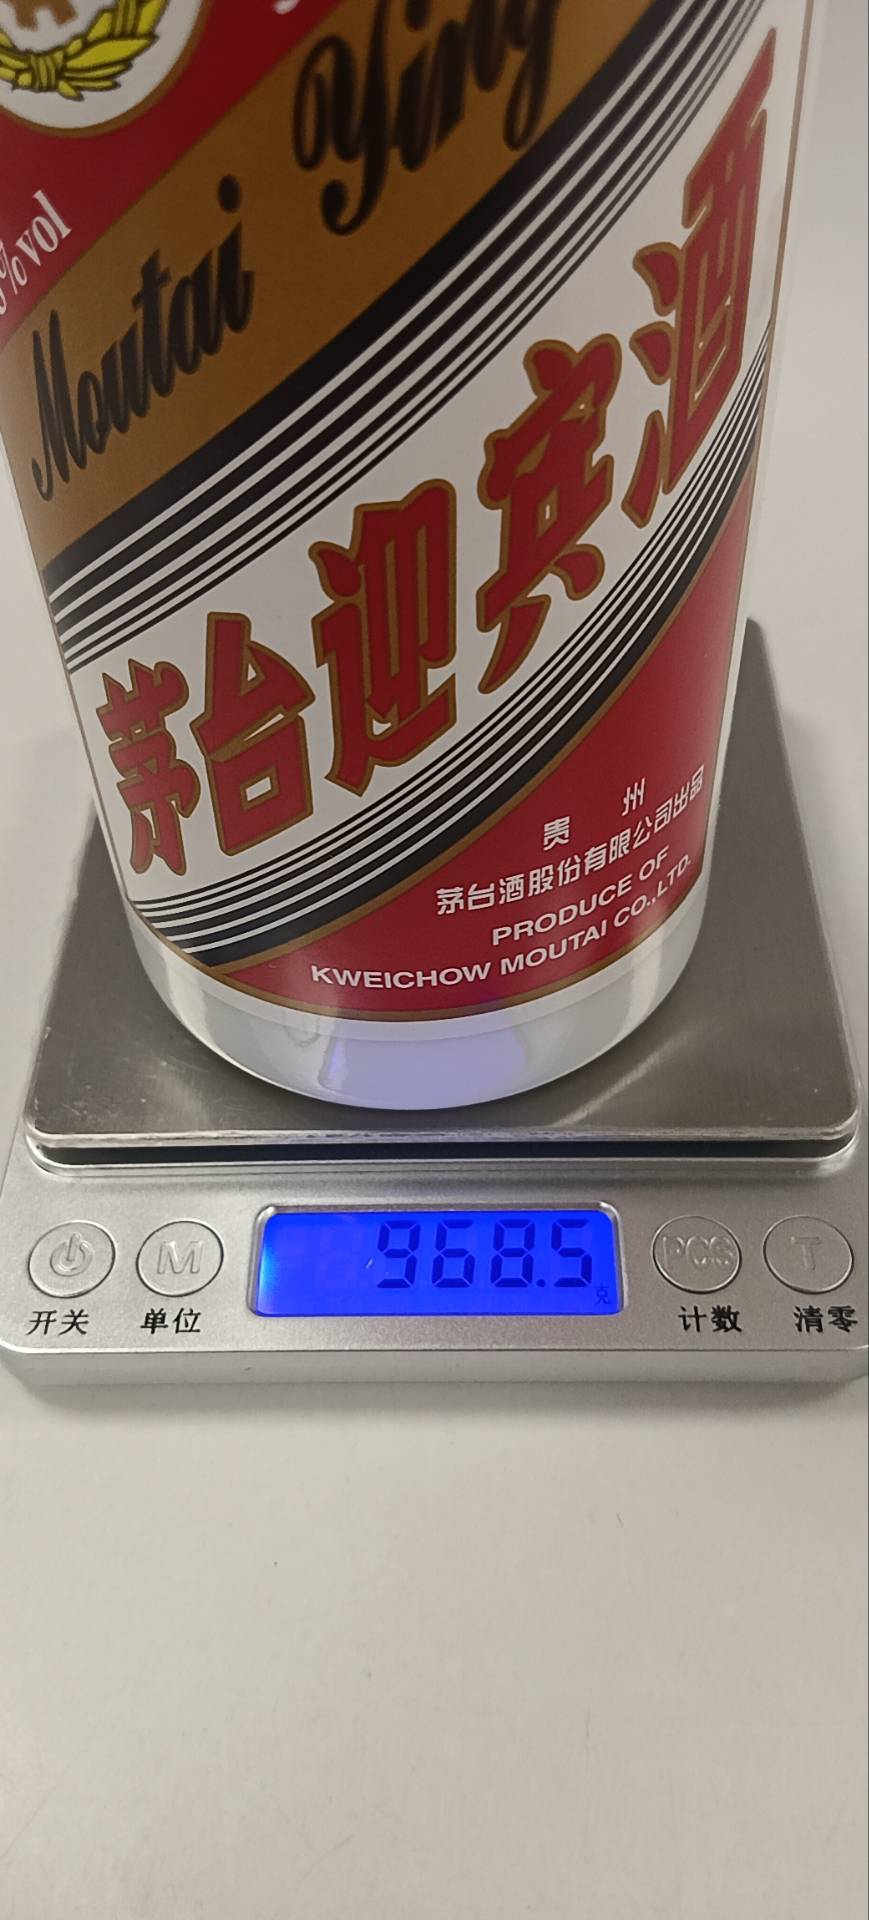 %vol
Moutai Ying
茅台迎宾酒
贵 州
茅台酒股份有限公司出品
PRODUCE OF
KWEICHOW MOUTAI CO.,LTD.
968.5
克
M PCS T
开关 单位 计数 清零